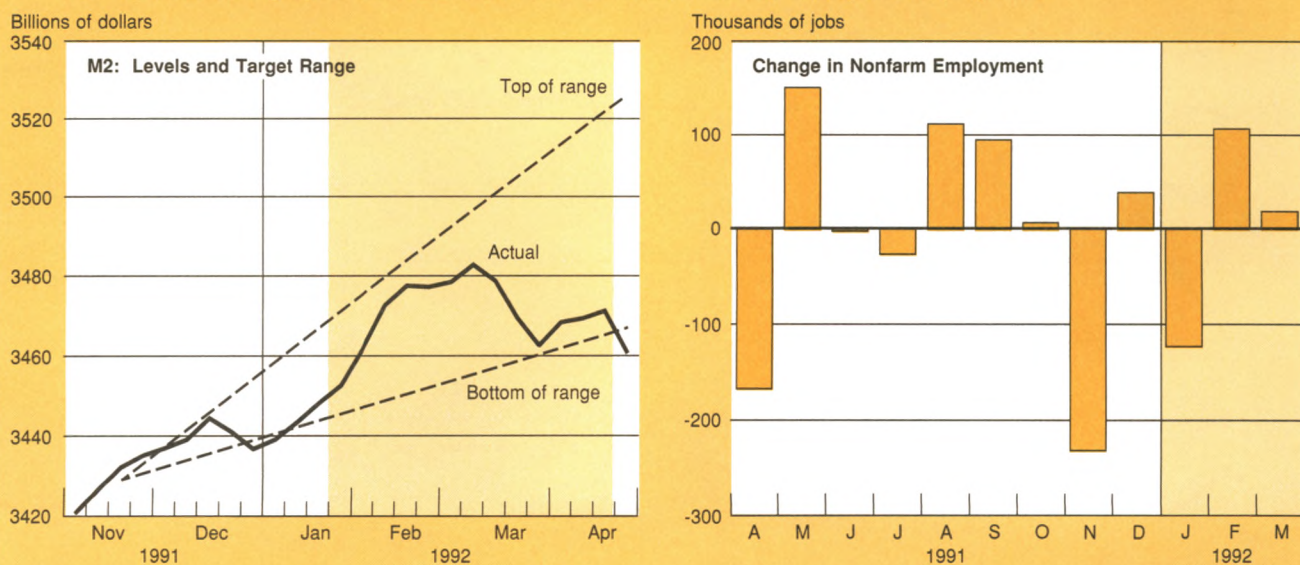 Billions of dollars
3540
M2: Levels and Target Range
Top of range
3520
3500
Actual
3480
3460
Bottom of range
3440
3420
Nov Dec Jan Feb Mar Apr
1991 1992
Thousands of jobs
200
Change in Nonfarm Employment
100
0
-100
-200
-300
A M J J A S O N D J F M
1991 1992